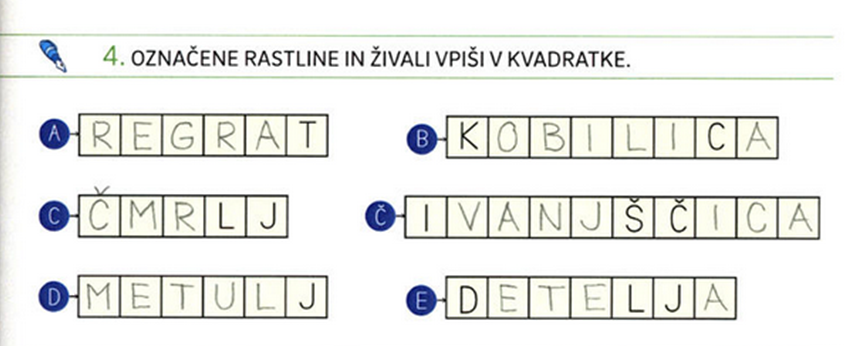 4. OZNAČENE RASTLINE IN ŽIVALI VPIŠI V KVADRATKE.
A REGRAT B KOBILICA
C ČMRLJ Č IVANJŠČICA
D METULJ E DETELJA